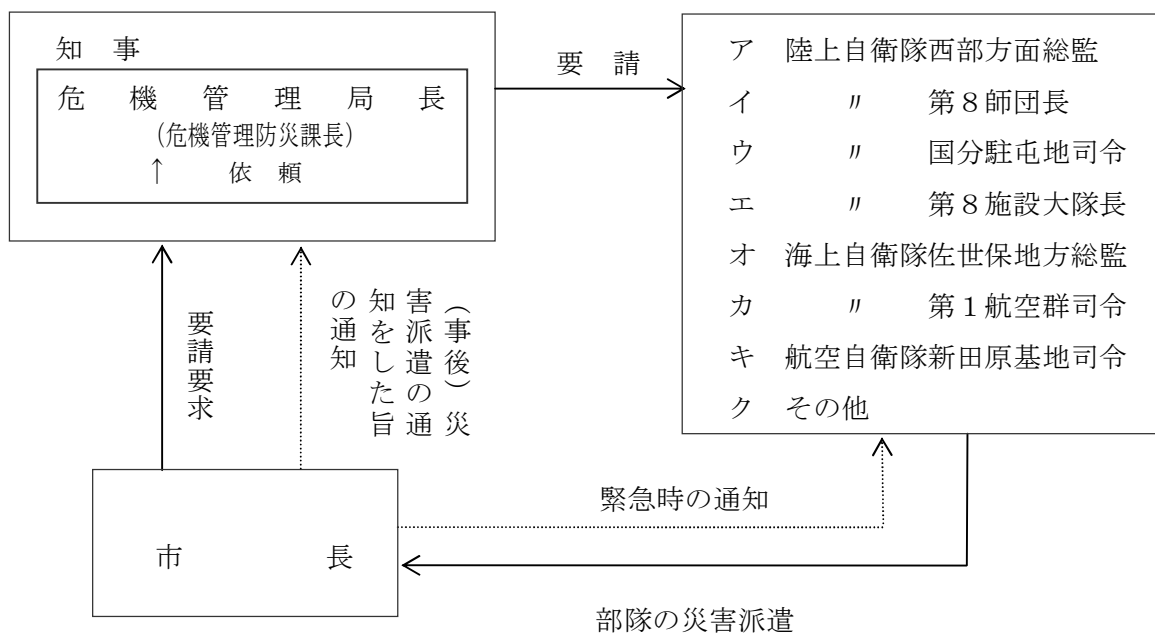 知 事
危 機 管 理 局 長
(危機管理防災課長)
↑ 依 頼
要 請
ア 陸上自衛隊西部方面総監
イ 〃 第8師団長
ウ 〃 国分駐屯地司令
エ 〃 第8施設大隊長
オ 海上自衛隊佐世保地方総監
カ 〃 第1航空群司令
キ 航空自衛隊新田原基地司令
ク その他
要請要求
(事後)災
害派遣の通
知をした旨
の通知
緊急時の通知
市 長
部隊の災害派遣